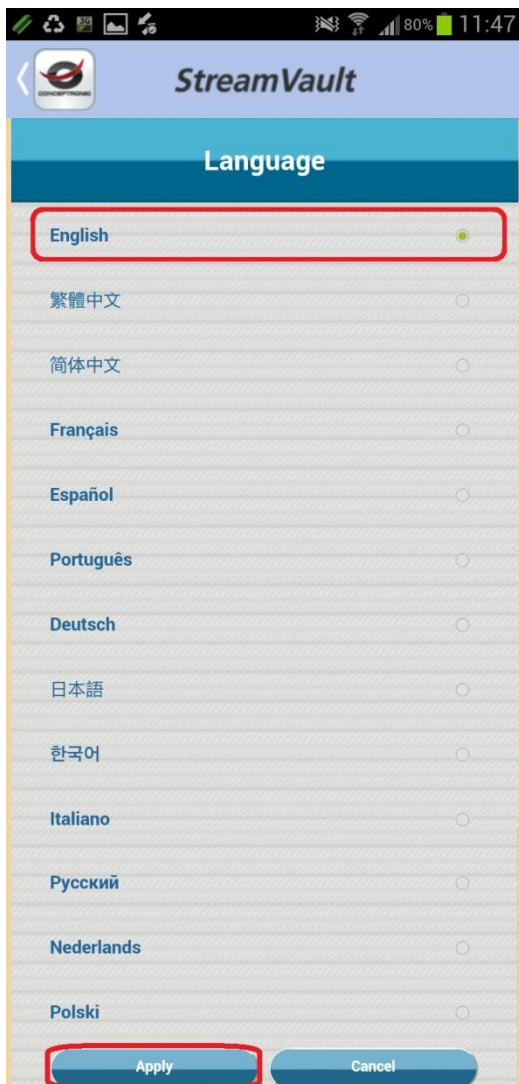 80% 11:47
CONCEPTRONIC
StreamVault
Language
English
繁體中文
简体中文
Français
Español
Português
Deutsch
日本語
한국어
Italiano
Русский
Nederlands
Polski
Apply Cancel